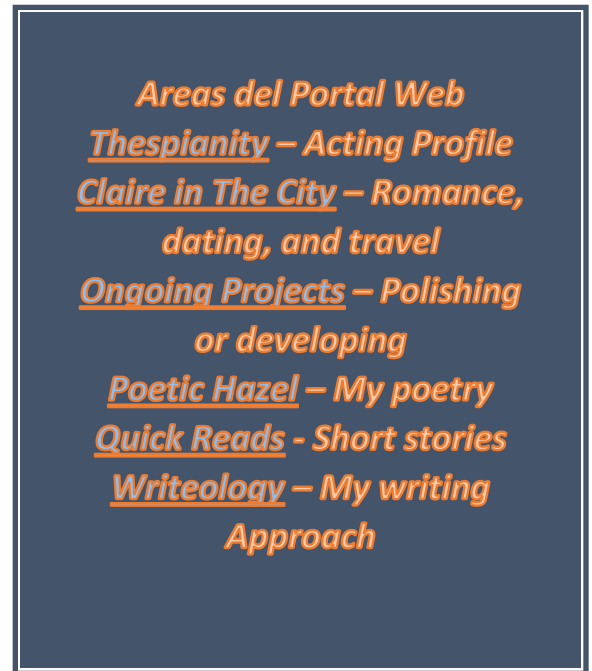 Areas del Portal Web
Thespianity – Acting Profile
Claire in The City – Romance,
dating, and travel
Ongoing Projects – Polishing
or developing
Poetic Hazel – My poetry
Quick Reads - Short stories
Writeology – My writing
Approach